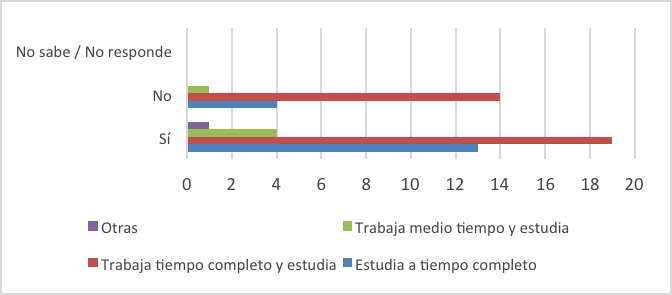 No sabe / No responde
No
Sí
0 2 4 6 8 10 12 14 16 18 20
Otras Trabaja medio tiempo y estudia
Trabaja tiempo completo y estudia Estudia a tiempo completo